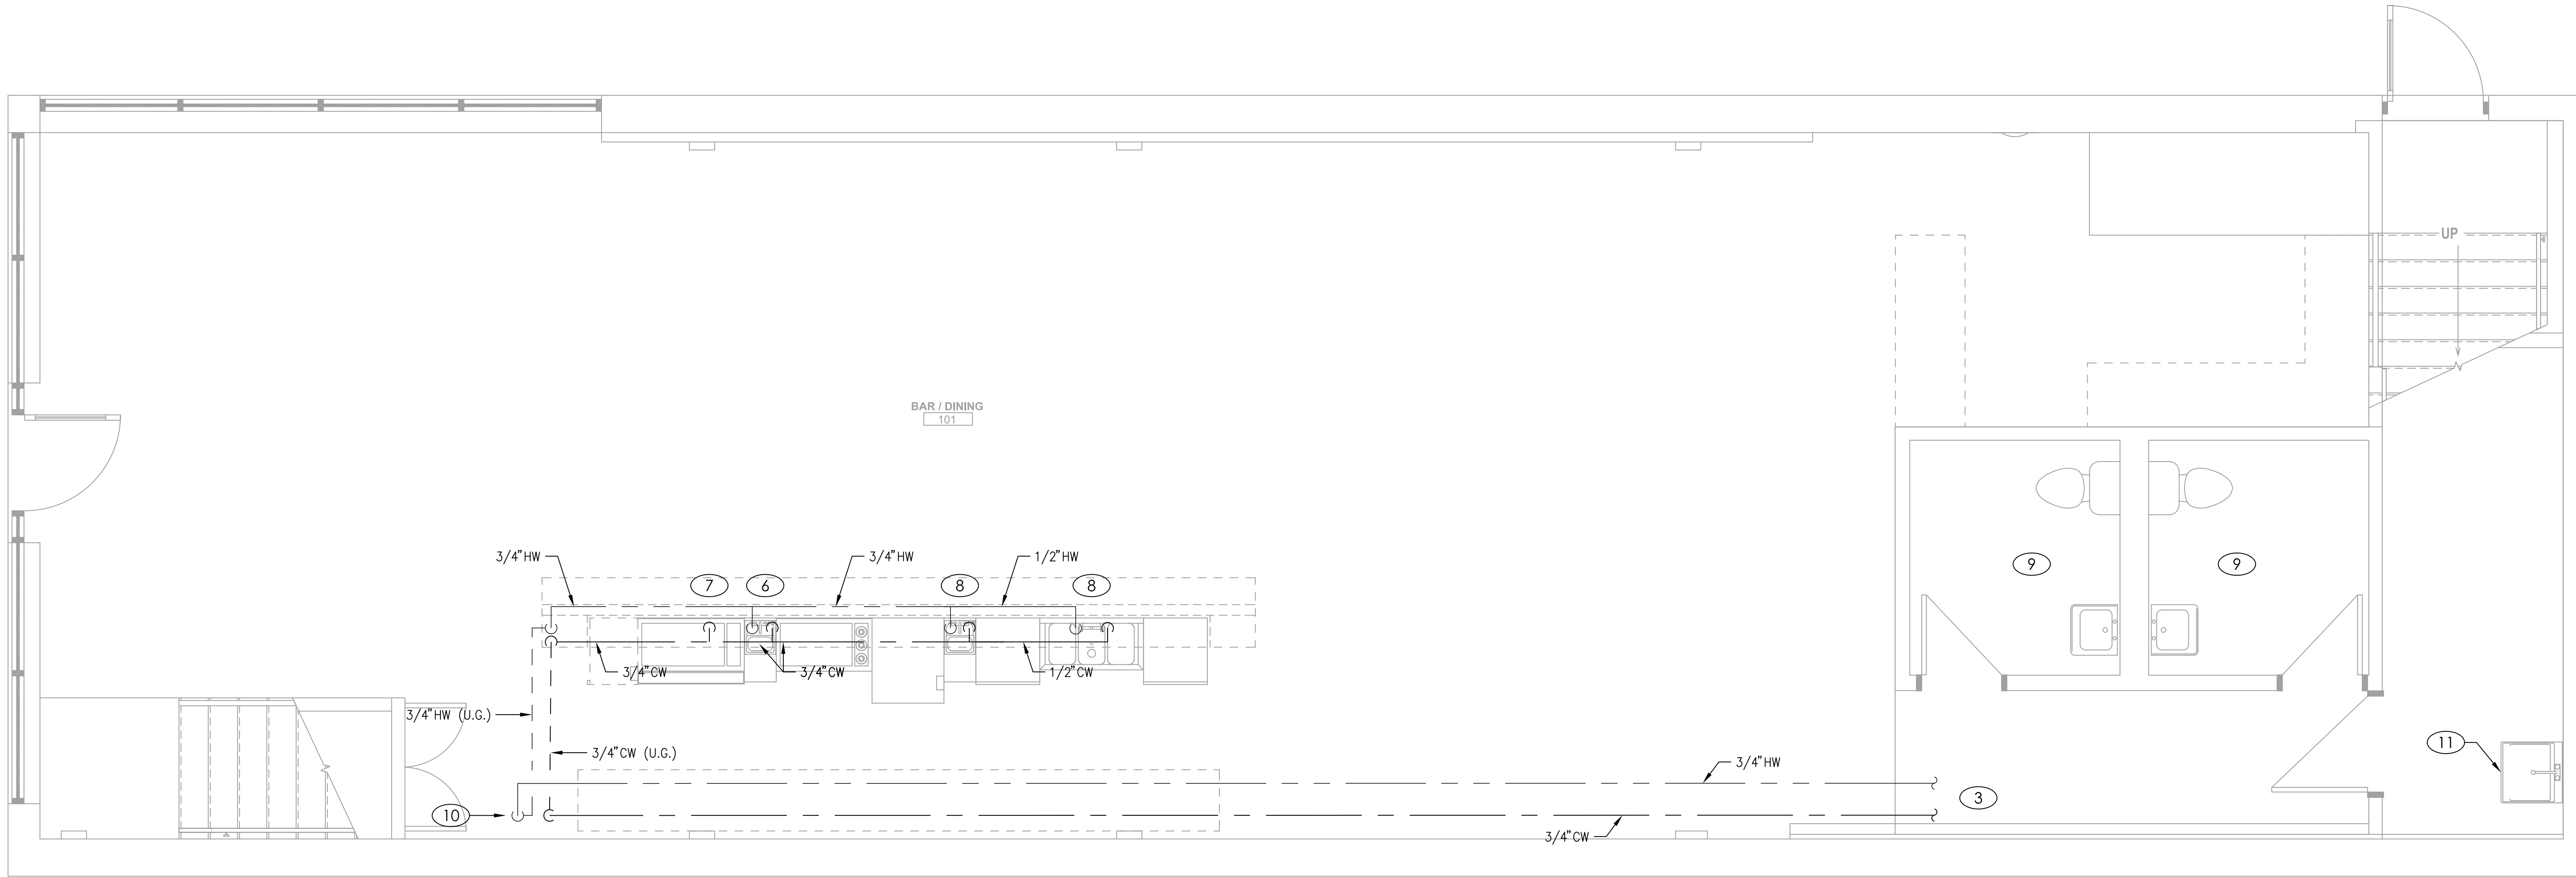 UP
BAR / DINING
101
3/4"HW
3/4"HW
1/2"HW
7
6
8
8
9
9
3/4"CW
3/4"CW
1/2"CW
3/4"HW (U.G.)
3/4"CW (U.G.)
3/4"HW
11
3
10
3/4"CW